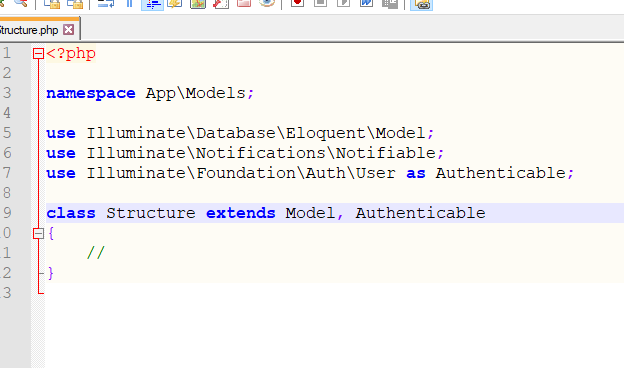 Structure.php
1 <?php
2
3 namespace App\Models;
4
5 use Illuminate\Database\Eloquent\Model;
6 use Illuminate\Notifications\Notifiable;
7 use Illuminate\Foundation\Auth\User as Authenticable;
8
9 class Structure extends Model, Authenticable
0 {
1 //
2 }
3